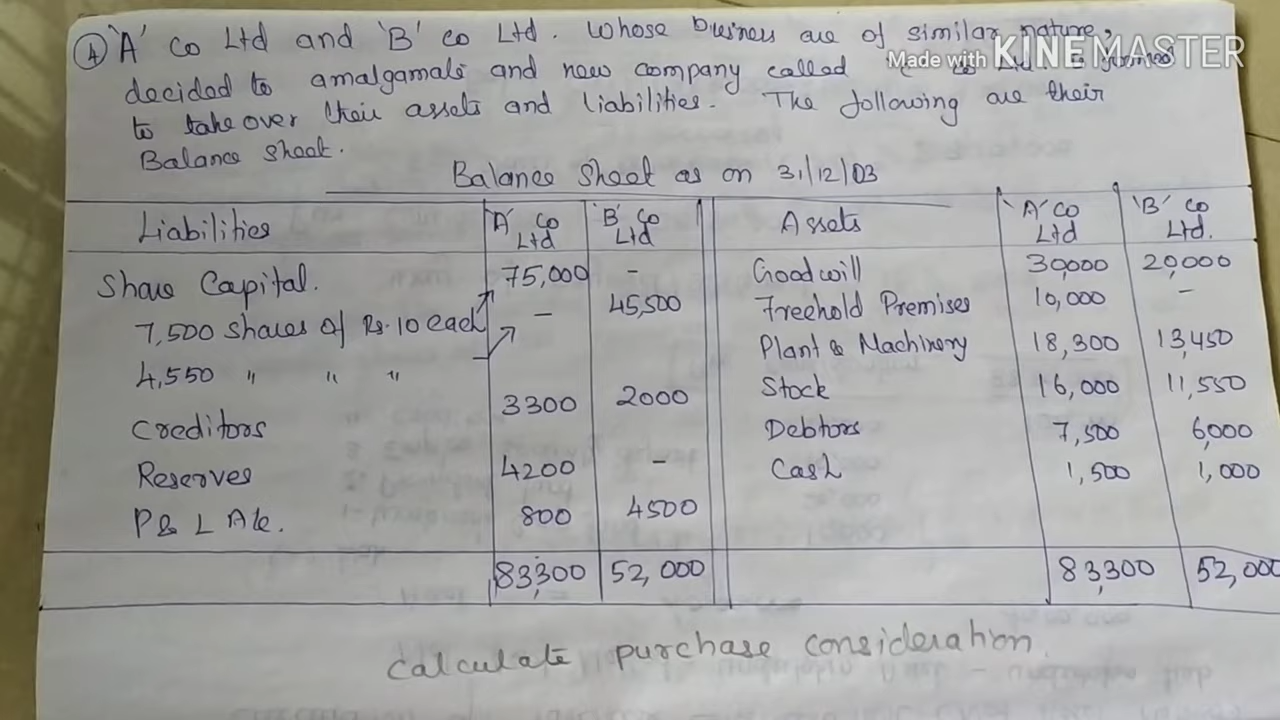 ④ 'A' Co Ltd and 'B' Co Ltd. Whose business are of similar nature,
Made with KINEMASTER
decided to amalgamate and new company called
to take over their assets and liabilities. The following are their
Balance Sheet.
Balance Sheet as on 31/12/03
Liabilities 'A' Co Ltd 'B' Co Ltd Assets 'A' Co Ltd 'B' Co Ltd.
Share Capital. 75,000 - Goodwill 30,000 20,000
7,500 shares of Rs.10 each - 45,500 Freehold Premises 10,000 -
4,550 " " " Plant & Machinery 18,300 13,450
Creditors 3300 2000 Stock 16,000 11,550
Reserves 4200 - Debtors 7,500 6,000
P & L A/c. 800 4500 Cash 1,500 1,000
83,300 52,000 83,300 52,000
Calculate purchase consideration.